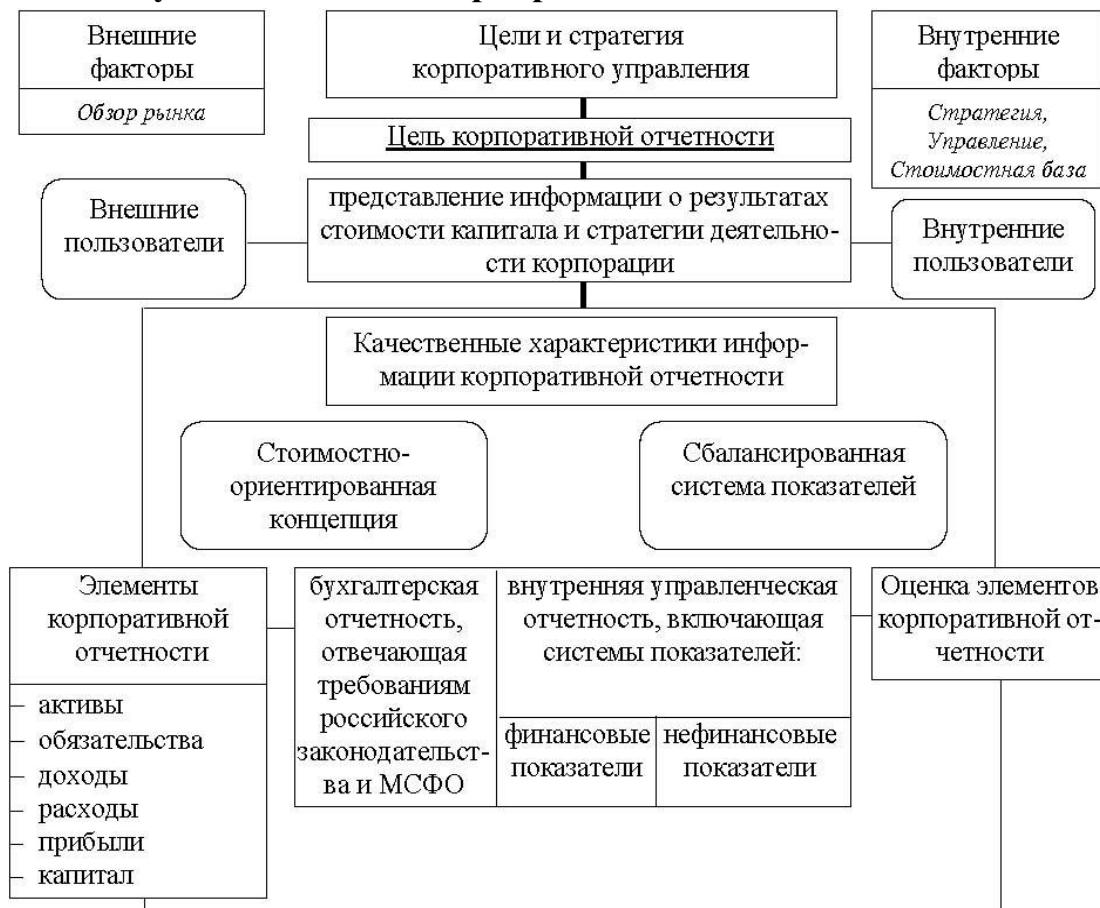 Внешние
факторы
Обзор рынка
Цели и стратегия
корпоративного управления
Внутренние
факторы
Стратегия,
Управление,
Стоимостная база
Цель корпоративной отчетности
Внешние
пользователи
представление информации о результатах
стоимости капитала и стратегии деятельно-
сти корпорации
Внутренние
пользователи
Качественные характеристики инфор-
мации корпоративной отчетности
Стоимостно-
ориентированная
концепция
Сбалансированная
система показателей
Элементы
корпоративной
отчетности
– активы
– обязательства
– доходы
– расходы
– прибыли
– капитал
бухгалтерская
отчетность,
отвечающая
требованиям
российского
законодательст-
ва и МСФО
внутренняя управленческая
отчетность, включающая
системы показателей:
финансовые
показатели
нефинансовые
показатели
Оценка элементов
корпоративной от-
четности